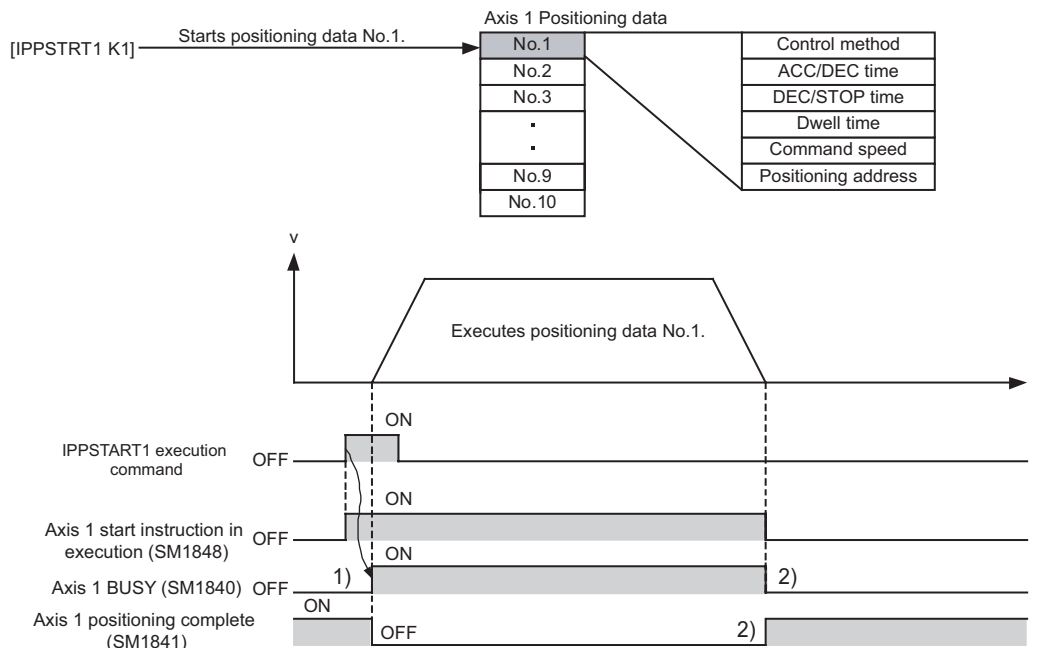 Axis 1 Positioning data
[IPPSTRT1 K1]
Starts positioning data No.1.
No.1
No.2
No.3
.
.
No.9
No.10
Control method
ACC/DEC time
DEC/STOP time
Dwell time
Command speed
Positioning address
v
Executes positioning data No.1.
ON
IPPSTART1 execution
command
OFF
ON
Axis 1 start instruction in
execution (SM1848)
OFF
ON
Axis 1 BUSY (SM1840)
OFF
1)
2)
ON
Axis 1 positioning complete
(SM1841)
OFF
2)